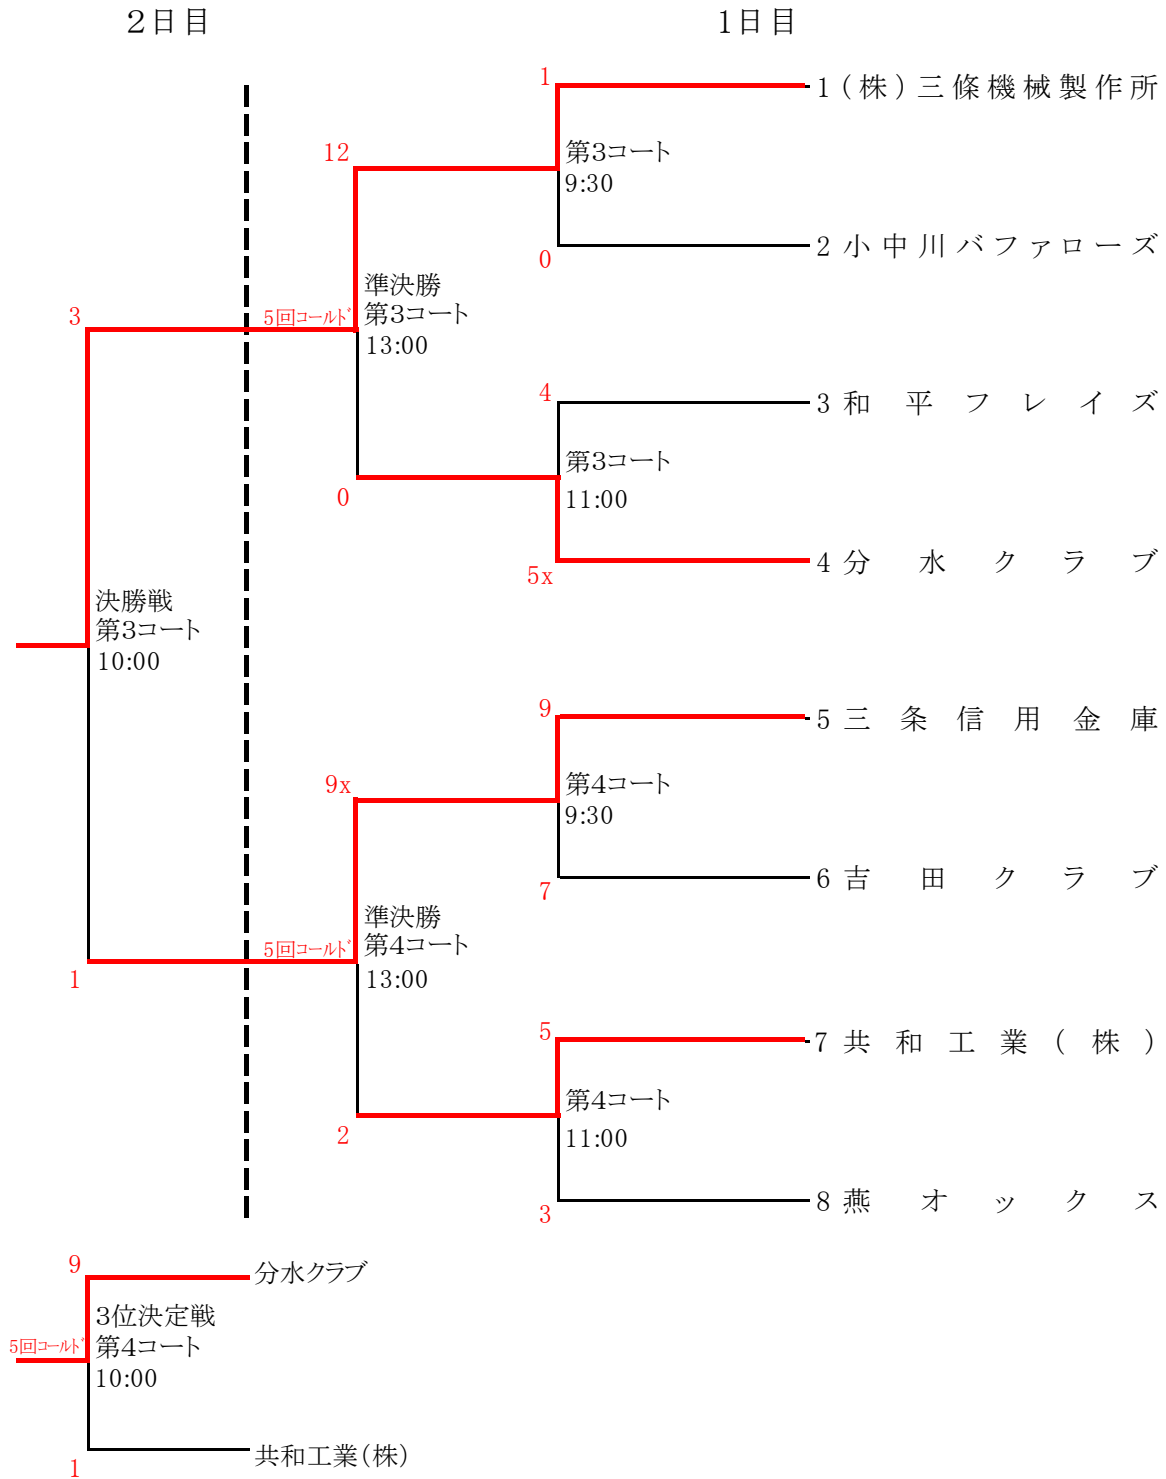 ２日目
1日目
1
1 (株)三條機械製作所
12
第3コート
9:30
2 小中川バファローズ
0
準決勝
第3コート
13:00
5回コールド
3
4
3 和平フレイズ
第3コート
11:00
0
4 分水クラブ
5x
決勝戦
第3コート
10:00
9
5 三条信用金庫
9x
第4コート
9:30
6 吉田クラブ
7
準決勝
第4コート
13:00
5回コールド
1
5
7 共和工業(株)
第4コート
11:00
2
8 燕オックス
3
9
分水クラブ
3位決定戦
5回コールド
第4コート
10:00
共和工業(株)
1